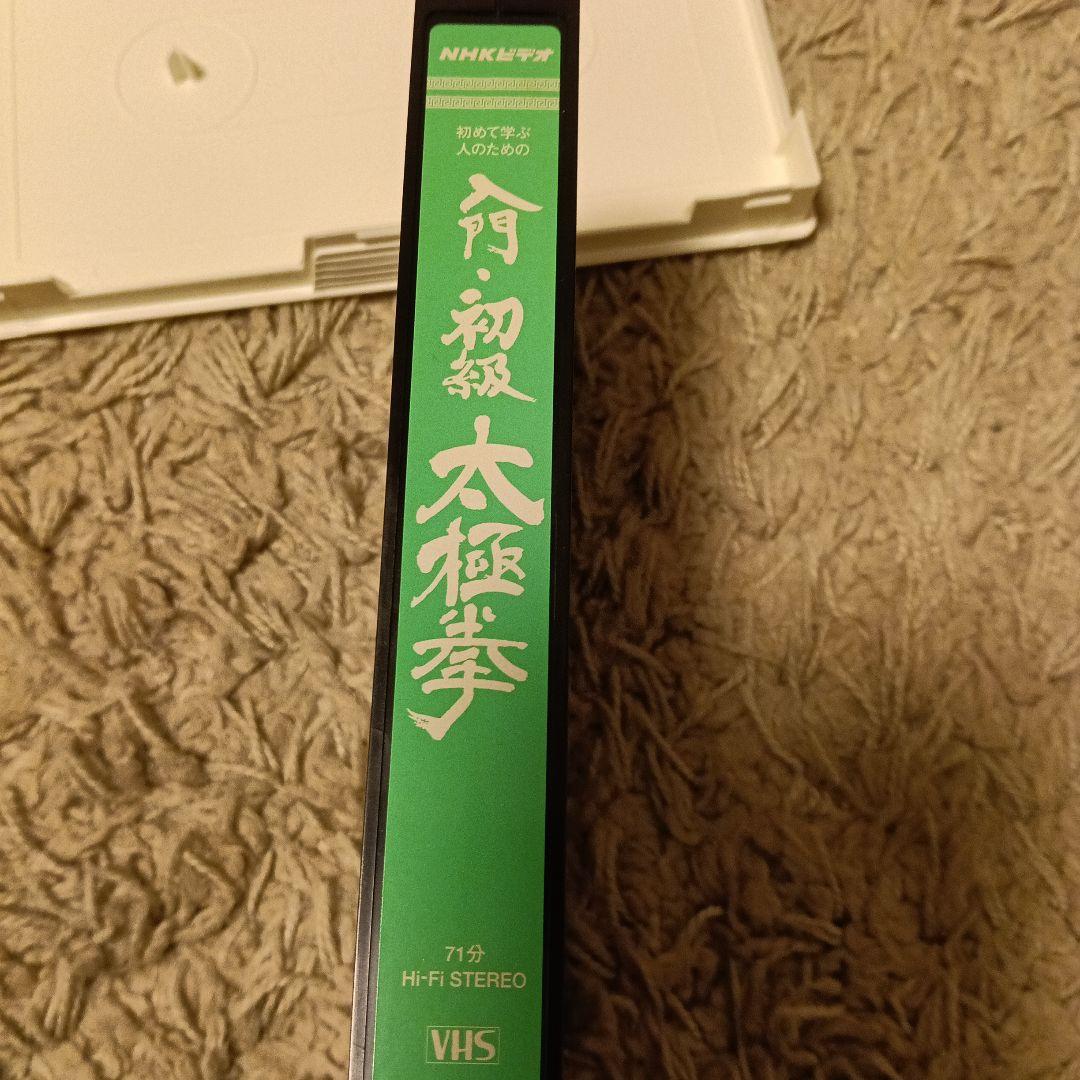 NHKビデオ
初めて学ぶ
人のための
入門・初級
太極拳
71分
Hi-Fi STEREO
VHS